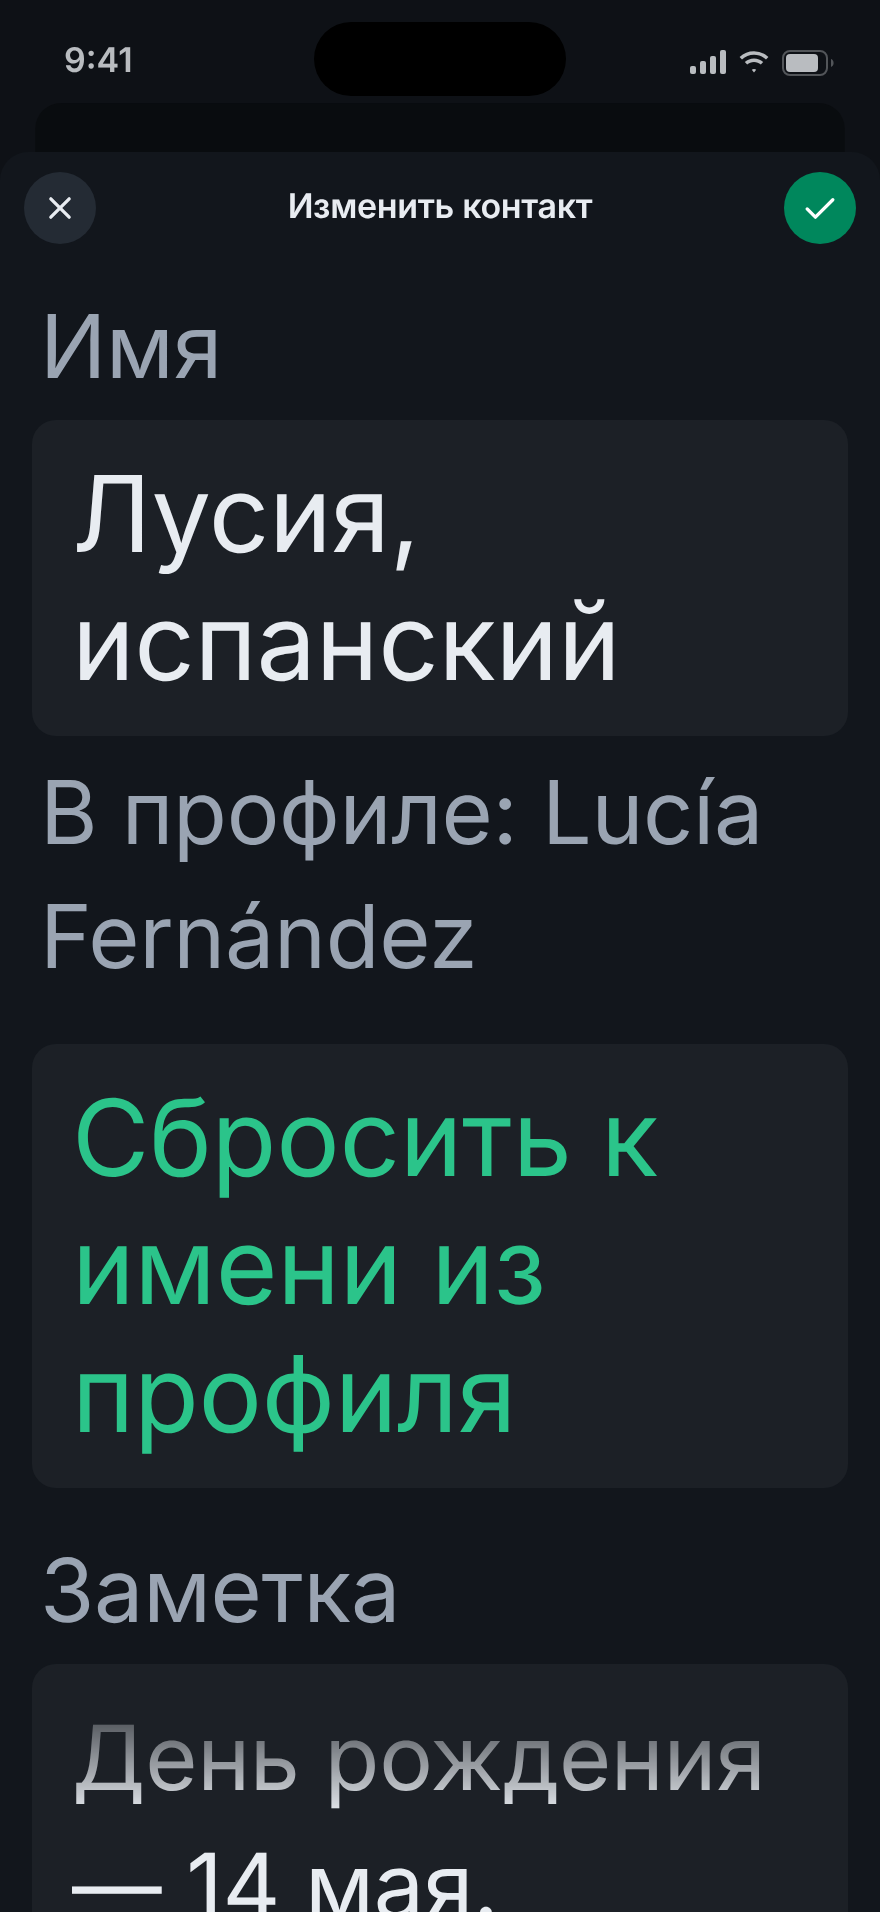 9:41
Изменить контакт
Имя
Лусия,
испанский
В профиле: Lucía
Fernández
Сбросить к
имени из
профиля
Заметка
День рождения
— 14 мая.